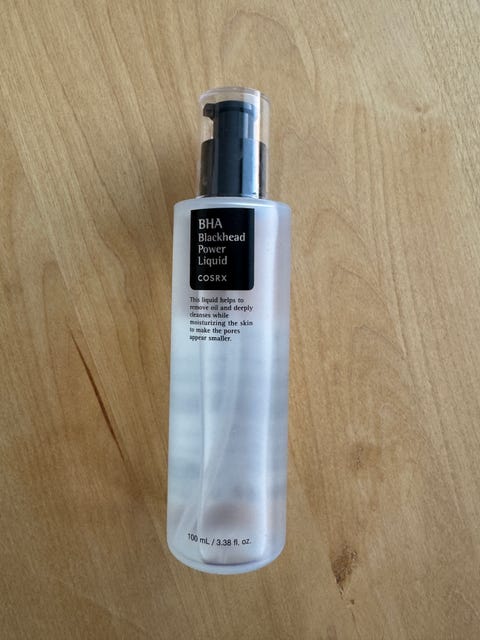 BHA
Blackhead
Power
Liquid
COSRX
This liquid helps to
remove oil and deeply
cleanses while
moisturizing the skin
to make the pores
appear smaller.
100 mL / 3.38 fl. oz.